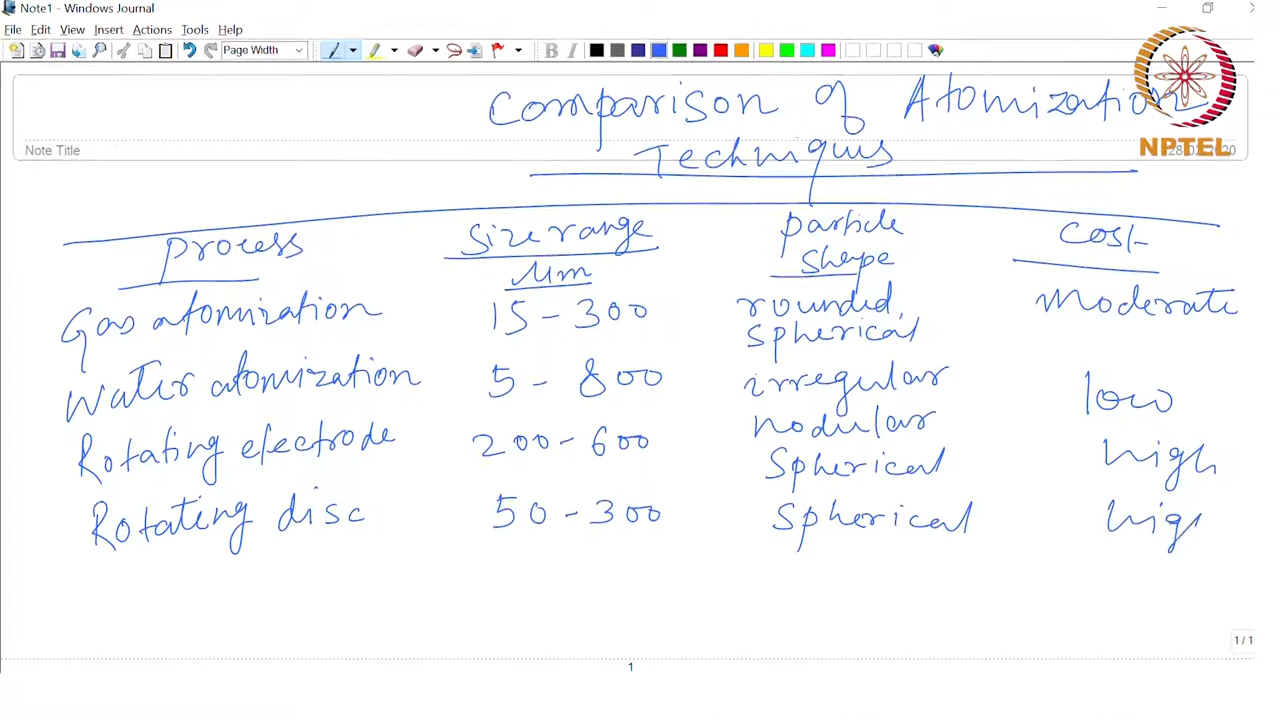 Note1 - Windows Journal
File Edit View Insert Actions Tools Help
Page Width
Comparison of Atomization
Techniques
Note Title
NPTEL
Process Size range particle shape Cost
μm
Gas atomization 15 - 300 rounded, spherical Moderate
Water atomization 5 - 800 irregular nodular low
Rotating electrode 200 - 600 Spherical high
Rotating disc 50 - 300 Spherical hig
1 / 1
1